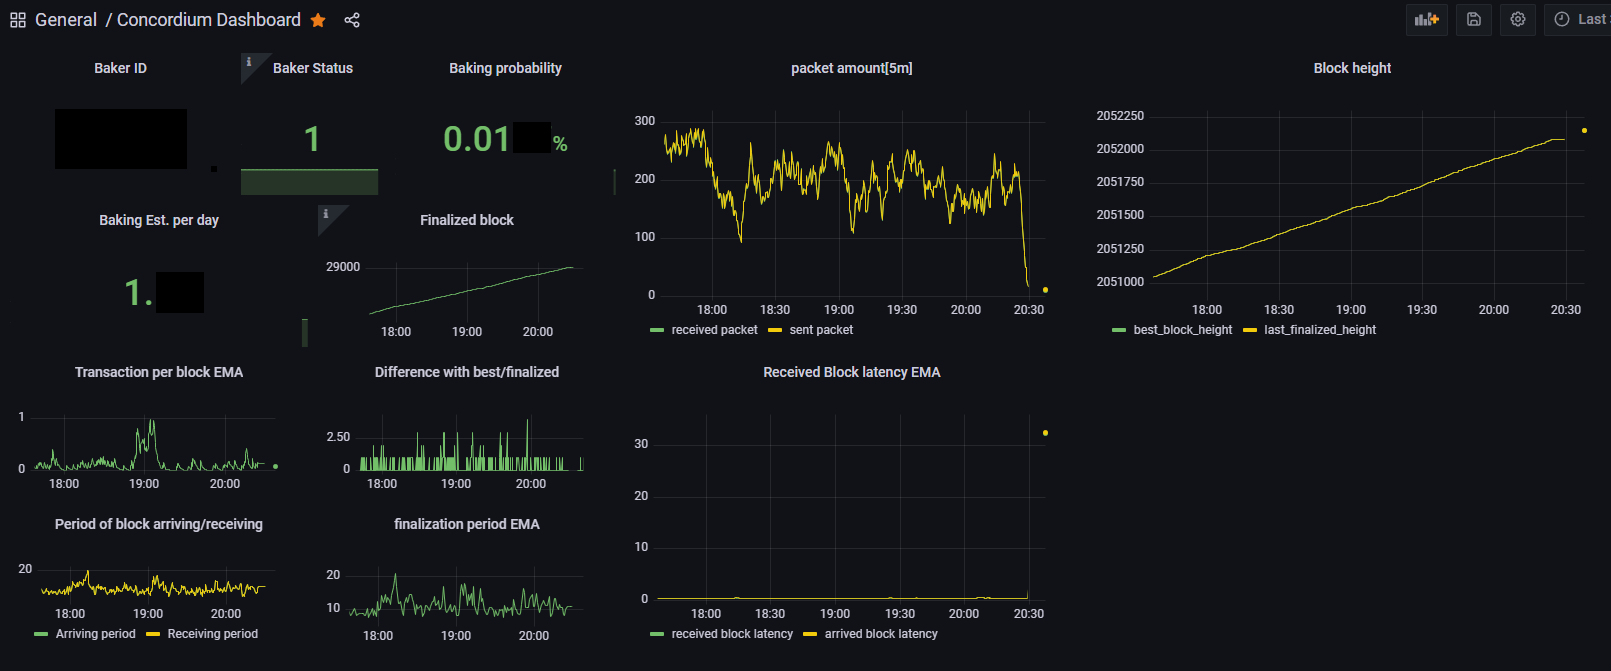 General / Concordium Dashboard
Last
Baker ID
i
Baker Status
1
Baking probability
0.01
%
packet amount[5m]
300
200
100
0
18:00 18:30 19:00 19:30 20:00 20:30
received packet sent packet
Block height
2052250
2052000
2051750
2051500
2051250
2051000
18:00 18:30 19:00 19:30 20:00 20:30
best_block_height last_finalized_height
Baking Est. per day
1.
i
Finalized block
29000
18:00 19:00 20:00
Transaction per block EMA
1
0
18:00 19:00 20:00
Difference with best/finalized
2.50
0
18:00 19:00 20:00
Received Block latency EMA
30
20
10
0
18:00 18:30 19:00 19:30 20:00 20:30
received block latency arrived block latency
Period of block arriving/receiving
20
18:00 19:00 20:00
Arriving period Receiving period
finalization period EMA
20
10
18:00 19:00 20:00